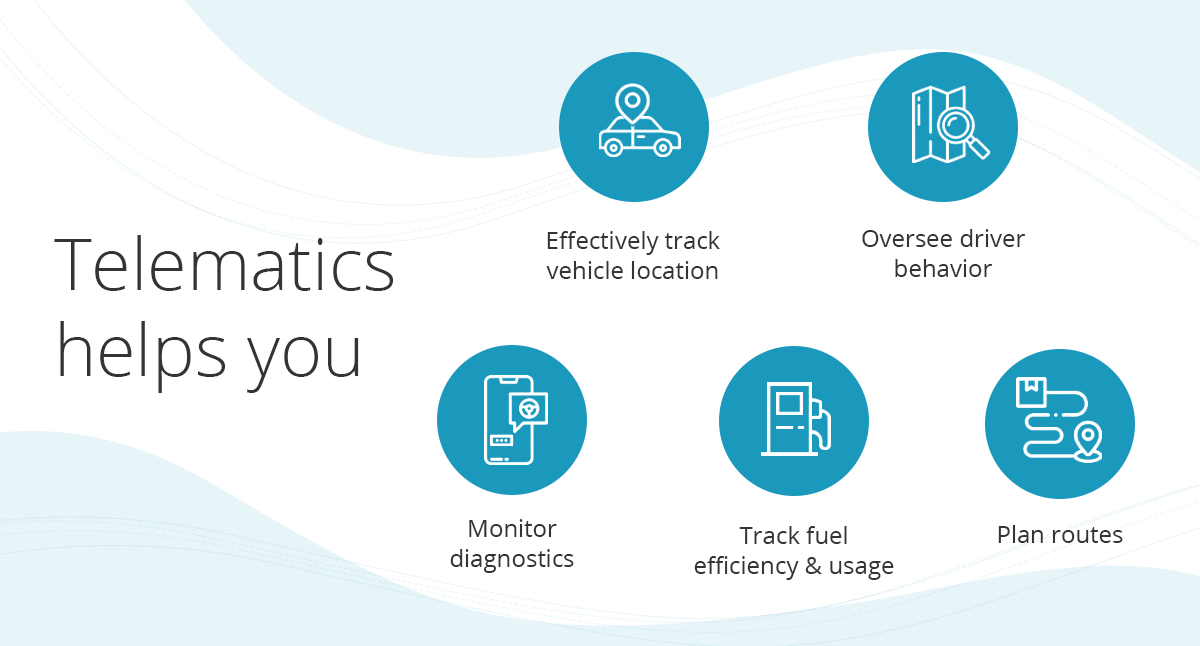 Telematics
helps you
Effectively track
vehicle location
Oversee driver
behavior
Monitor
diagnostics
Track fuel
efficiency & usage
Plan routes